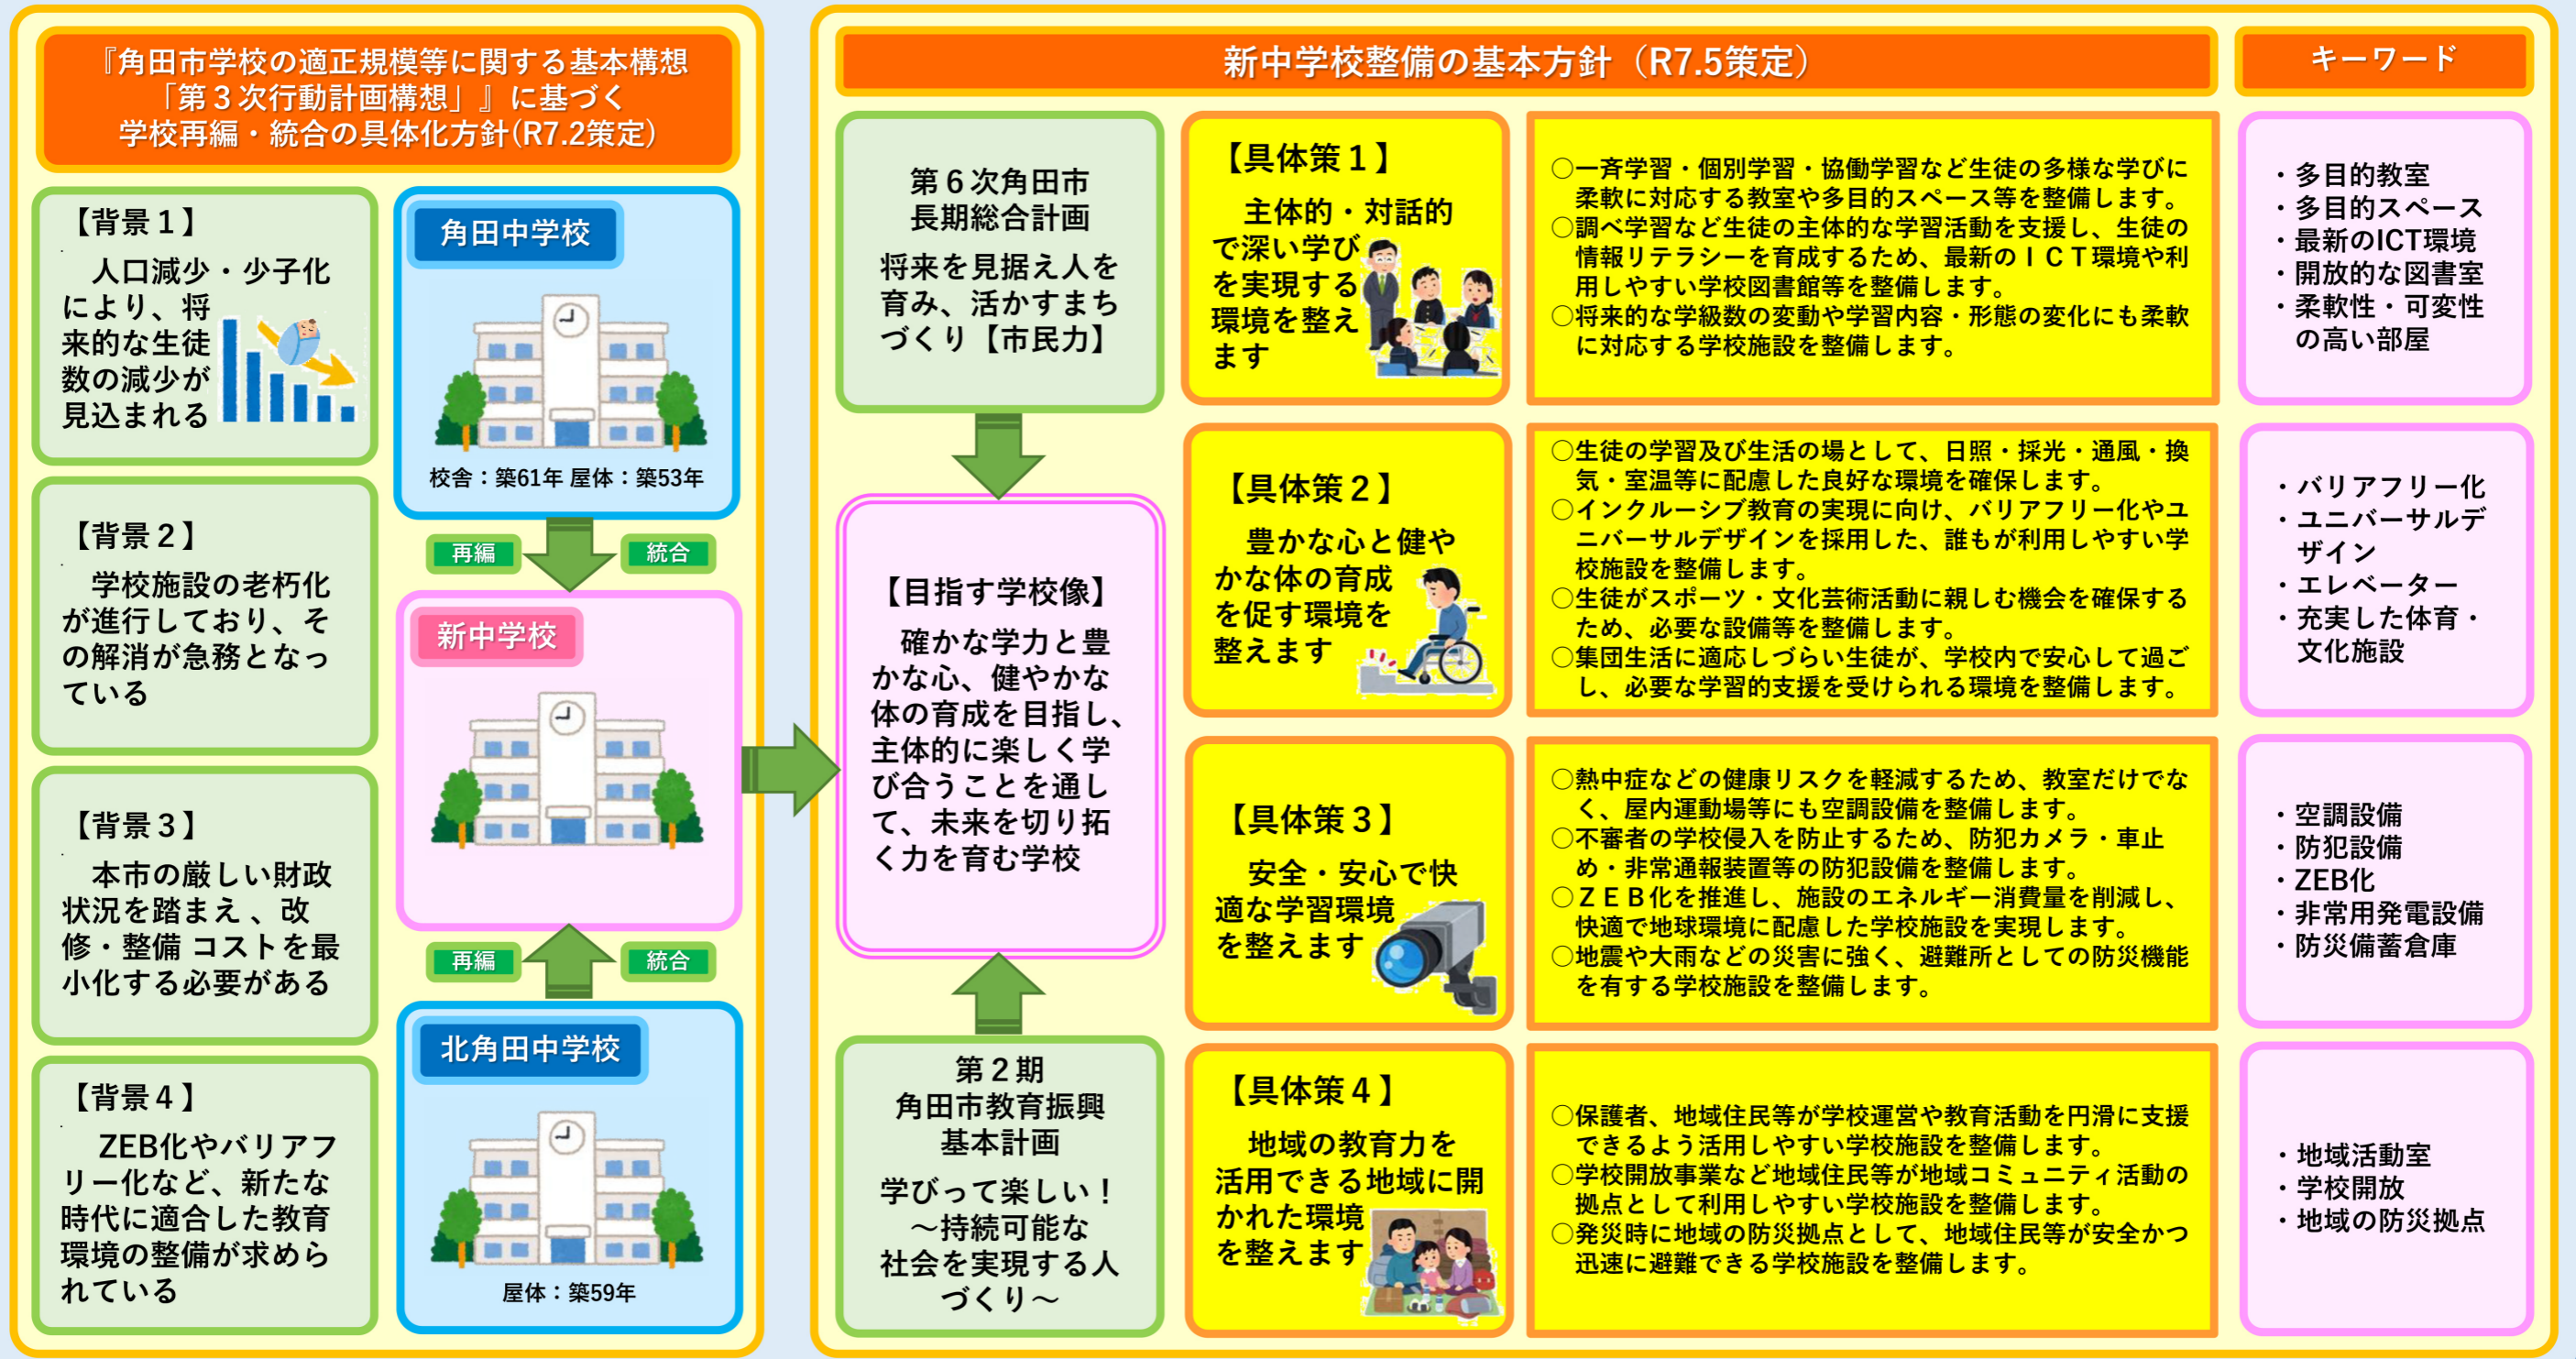 『角田市学校の適正規模等に関する基本構想
「第３次行動計画構想」』に基づく
学校再編・統合の具体化方針(R7.2策定)
【背景１】
人口減少・少子化
により、将
来的な生徒
数の減少が
見込まれる
【背景２】
学校施設の老朽化
が進行しており、そ
の解消が急務となっ
ている
【背景３】
本市の厳しい財政
状況を踏まえ 、改
修・整備 コストを最
小化する必要がある
【背景４】
ZEB化やバリアフ
リー化など、新たな
時代に適合した教育
環境の整備が求めら
れている
角田中学校
校舎：築61年 屋体：築53年
再編
統合
新中学校
再編
統合
北角田中学校
屋体：築59年
新中学校整備の基本方針（R7.5策定）
第６次角田市
長期総合計画
将来を見据え人を
育み、活かすまち
づくり【市民力】
【目指す学校像】
確かな学力と豊
かな心、健やかな
体の育成を目指し、
主体的に楽しく学
び合うことを通し
て、未来を切り拓
く力を育む学校
第２期
角田市教育振興
基本計画
学びって楽しい！
～持続可能な
社会を実現する人
づくり～
【具体策１】
主体的・対話的
で深い学び
を実現する
環境を整え
ます
○一斉学習・個別学習・協働学習など生徒の多様な学びに
柔軟に対応する教室や多目的スペース等を整備します。
○調べ学習など生徒の主体的な学習活動を支援し、生徒の
情報リテラシーを育成するため、最新のＩＣＴ環境や利
用しやすい学校図書館等を整備します。
○将来的な学級数の変動や学習内容・形態の変化にも柔軟
に対応する学校施設を整備します。
【具体策２】
豊かな心と健や
かな体の育成
を促す環境を
整えます
○生徒の学習及び生活の場として、日照・採光・通風・換
気・室温等に配慮した良好な環境を確保します。
○インクルーシブ教育の実現に向け、バリアフリー化やユ
ニバーサルデザインを採用した、誰もが利用しやすい学
校施設を整備します。
○生徒がスポーツ・文化芸術活動に親しむ機会を確保する
ため、必要な設備等を整備します。
○集団生活に適応しづらい生徒が、学校内で安心して過ご
し、必要な学習的支援を受けられる環境を整備します。
【具体策３】
安全・安心で快
適な学習環境
を整えます
○熱中症などの健康リスクを軽減するため、教室だけでな
く、屋内運動場等にも空調設備を整備します。
○不審者の学校侵入を防止するため、防犯カメラ・車止
め・非常通報装置等の防犯設備を整備します。
○ＺＥＢ化を推進し、施設のエネルギー消費量を削減し、
快適で地球環境に配慮した学校施設を実現します。
○地震や大雨などの災害に強く、避難所としての防災機能
を有する学校施設を整備します。
【具体策４】
地域の教育力を
活用できる地域に開
かれた環境
を整えます
○保護者、地域住民等が学校運営や教育活動を円滑に支援
できるよう活用しやすい学校施設を整備します。
○学校開放事業など地域住民等が地域コミュニティ活動の
拠点として利用しやすい学校施設を整備します。
○発災時に地域の防災拠点として、地域住民等が安全かつ
迅速に避難できる学校施設を整備します。
キーワード
・多目的教室
・多目的スペース
・最新のICT環境
・開放的な図書室
・柔軟性・可変性
の高い部屋
・バリアフリー化
・ユニバーサルデ
ザイン
・エレベーター
・充実した体育・
文化施設
・空調設備
・防犯設備
・ZEB化
・非常用発電設備
・防災備蓄倉庫
・地域活動室
・学校開放
・地域の防災拠点